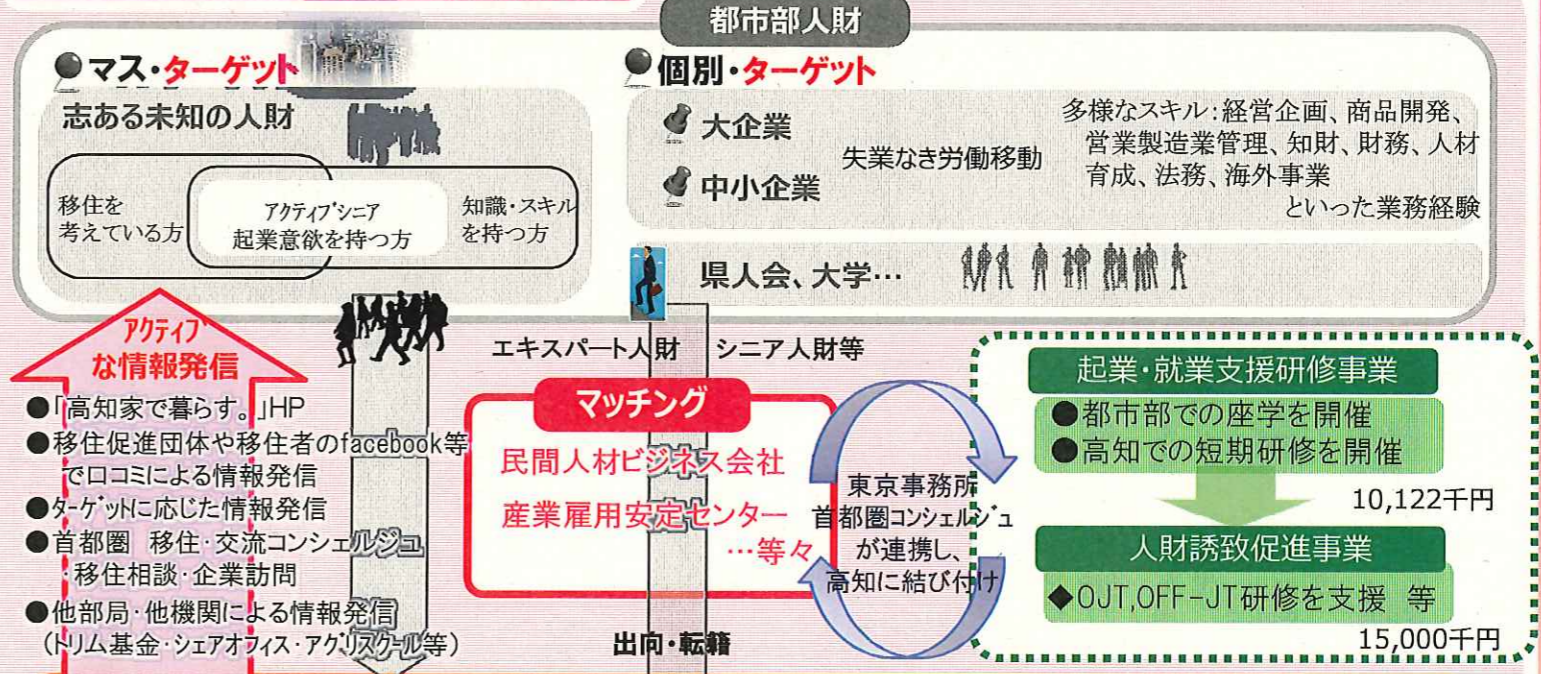 都市部人財
マス・ターゲット
志ある未知の人財
移住を
考えている方
アクティブシニア
起業意欲を持つ方
知識・スキル
を持つ方
個別・ターゲット
大企業
中小企業
失業なき労働移動
多様なスキル:経営企画、商品開発、
営業製造業管理、知財、財務、人材
育成、法務、海外事業
といった業務経験
県人会、大学…
アクティブ
な情報発信
●「高知家で暮らす。」HP
●移住促進団体や移住者のfacebook等
で口コミによる情報発信
●ターゲットに応じた情報発信
●首都圏 移住・交流コンシェルジュ
・移住相談・企業訪問
●他部局・他機関による情報発信
(トリム基金・シェアオフィス・アグリスクール等)
エキスパート人財
シニア人財等
マッチング
民間人材ビジネス会社
産業雇用安定センター
…等々
出向・転籍
東京事務所
首都圏コンシェルジュ
が連携し、
高知に結び付け
起業・就業支援研修事業
●都市部での座学を開催
●高知での短期研修を開催
10,122千円
人財誘致促進事業
◆OJT,OFF-JT研修を支援 等
15,000千円